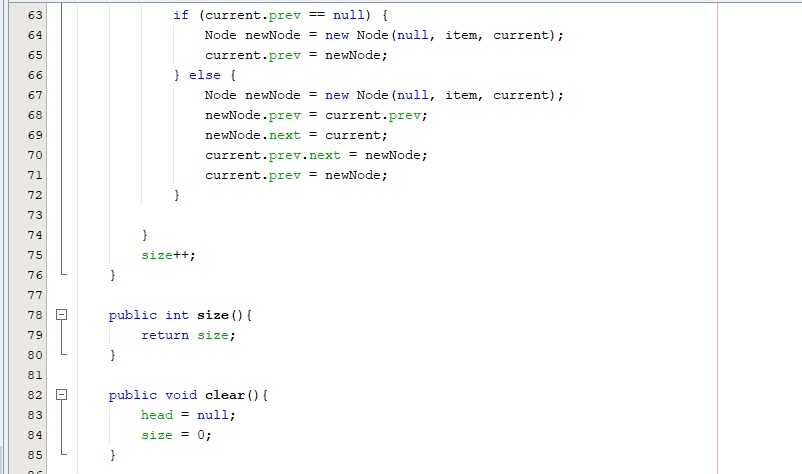 63 if (current.prev == null) {
64 Node newNode = new Node(null, item, current);
65 current.prev = newNode;
66 } else {
67 Node newNode = new Node(null, item, current);
68 newNode.prev = current.prev;
69 newNode.next = current;
70 current.prev.next = newNode;
71 current.prev = newNode;
72 }
73
74 }
75 size++;
76 }
77
78 public int size(){
79 return size;
80 }
81
82 public void clear(){
83 head = null;
84 size = 0;
85 }